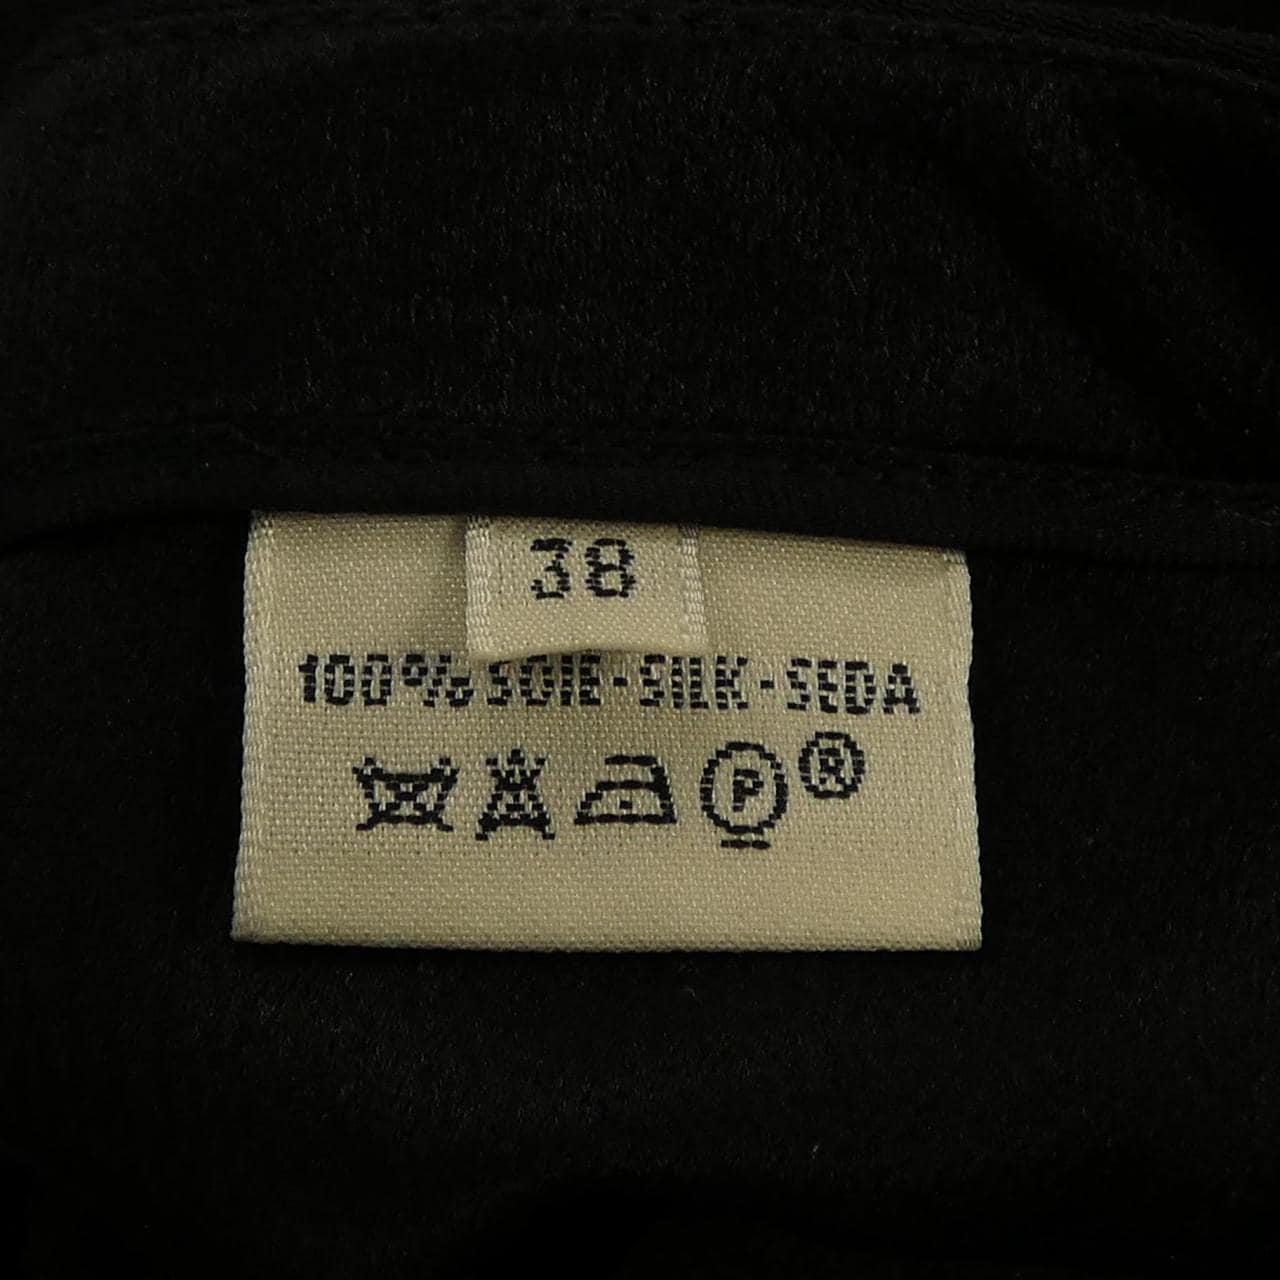 38
100% SOIE - SILK - SEDA
P ®